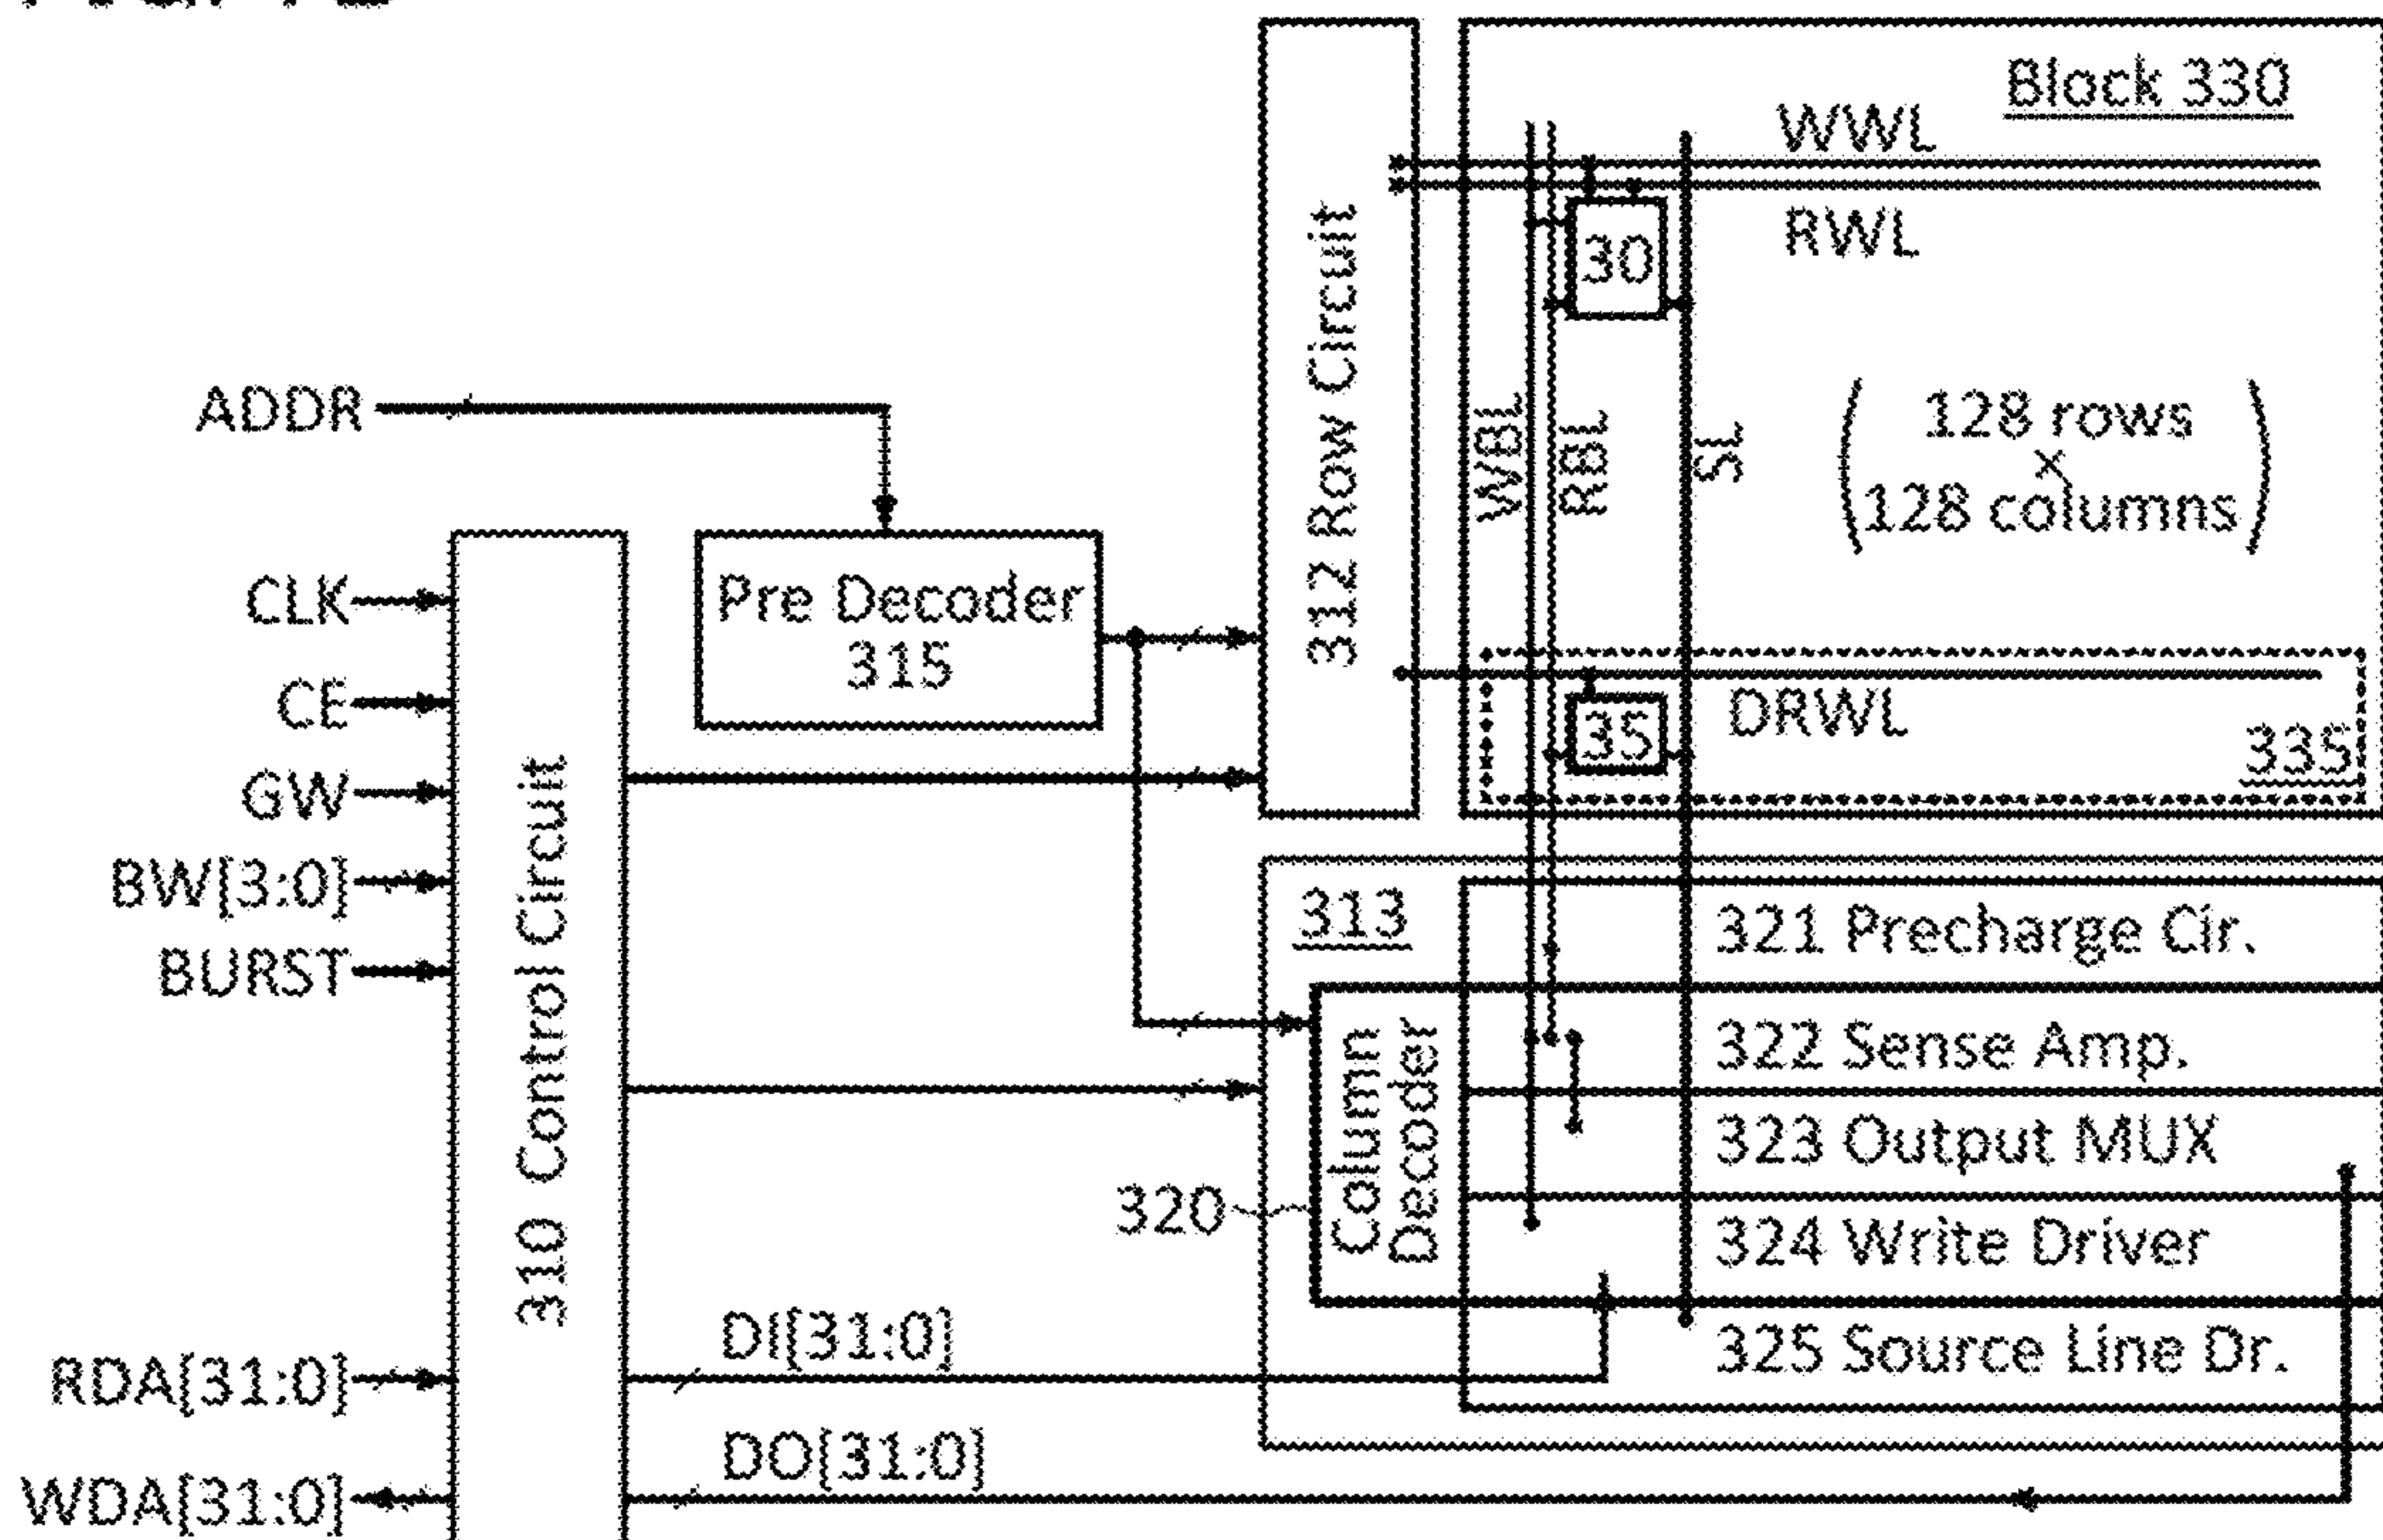 Block 330
WWL
RWL
30
312 Row Circuit
WBL
RBL
SL
128 rows
×
128 columns
ADDR
Pre Decoder
315
CLK
CE
GW
BW[3:0]
BURST
310 Control Circuit
DRWL
35
335
313
321 Precharge Cir.
322 Sense Amp.
323 Output MUX
324 Write Driver
325 Source Line Dr.
Column
Decoder
320
RDA[31:0]
DI[31:0]
WDA[31:0]
DO[31:0]